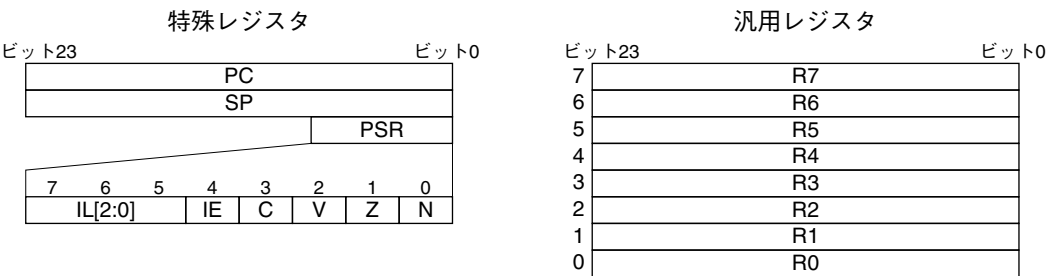 特殊レジスタ
ビット23 ビット0
PC
SP
PSR
7 6 5 4 3 2 1 0
IL[2:0] IE C V Z N
汎用レジスタ
ビット23 ビット0
7 R7
6 R6
5 R5
4 R4
3 R3
2 R2
1 R1
0 R0